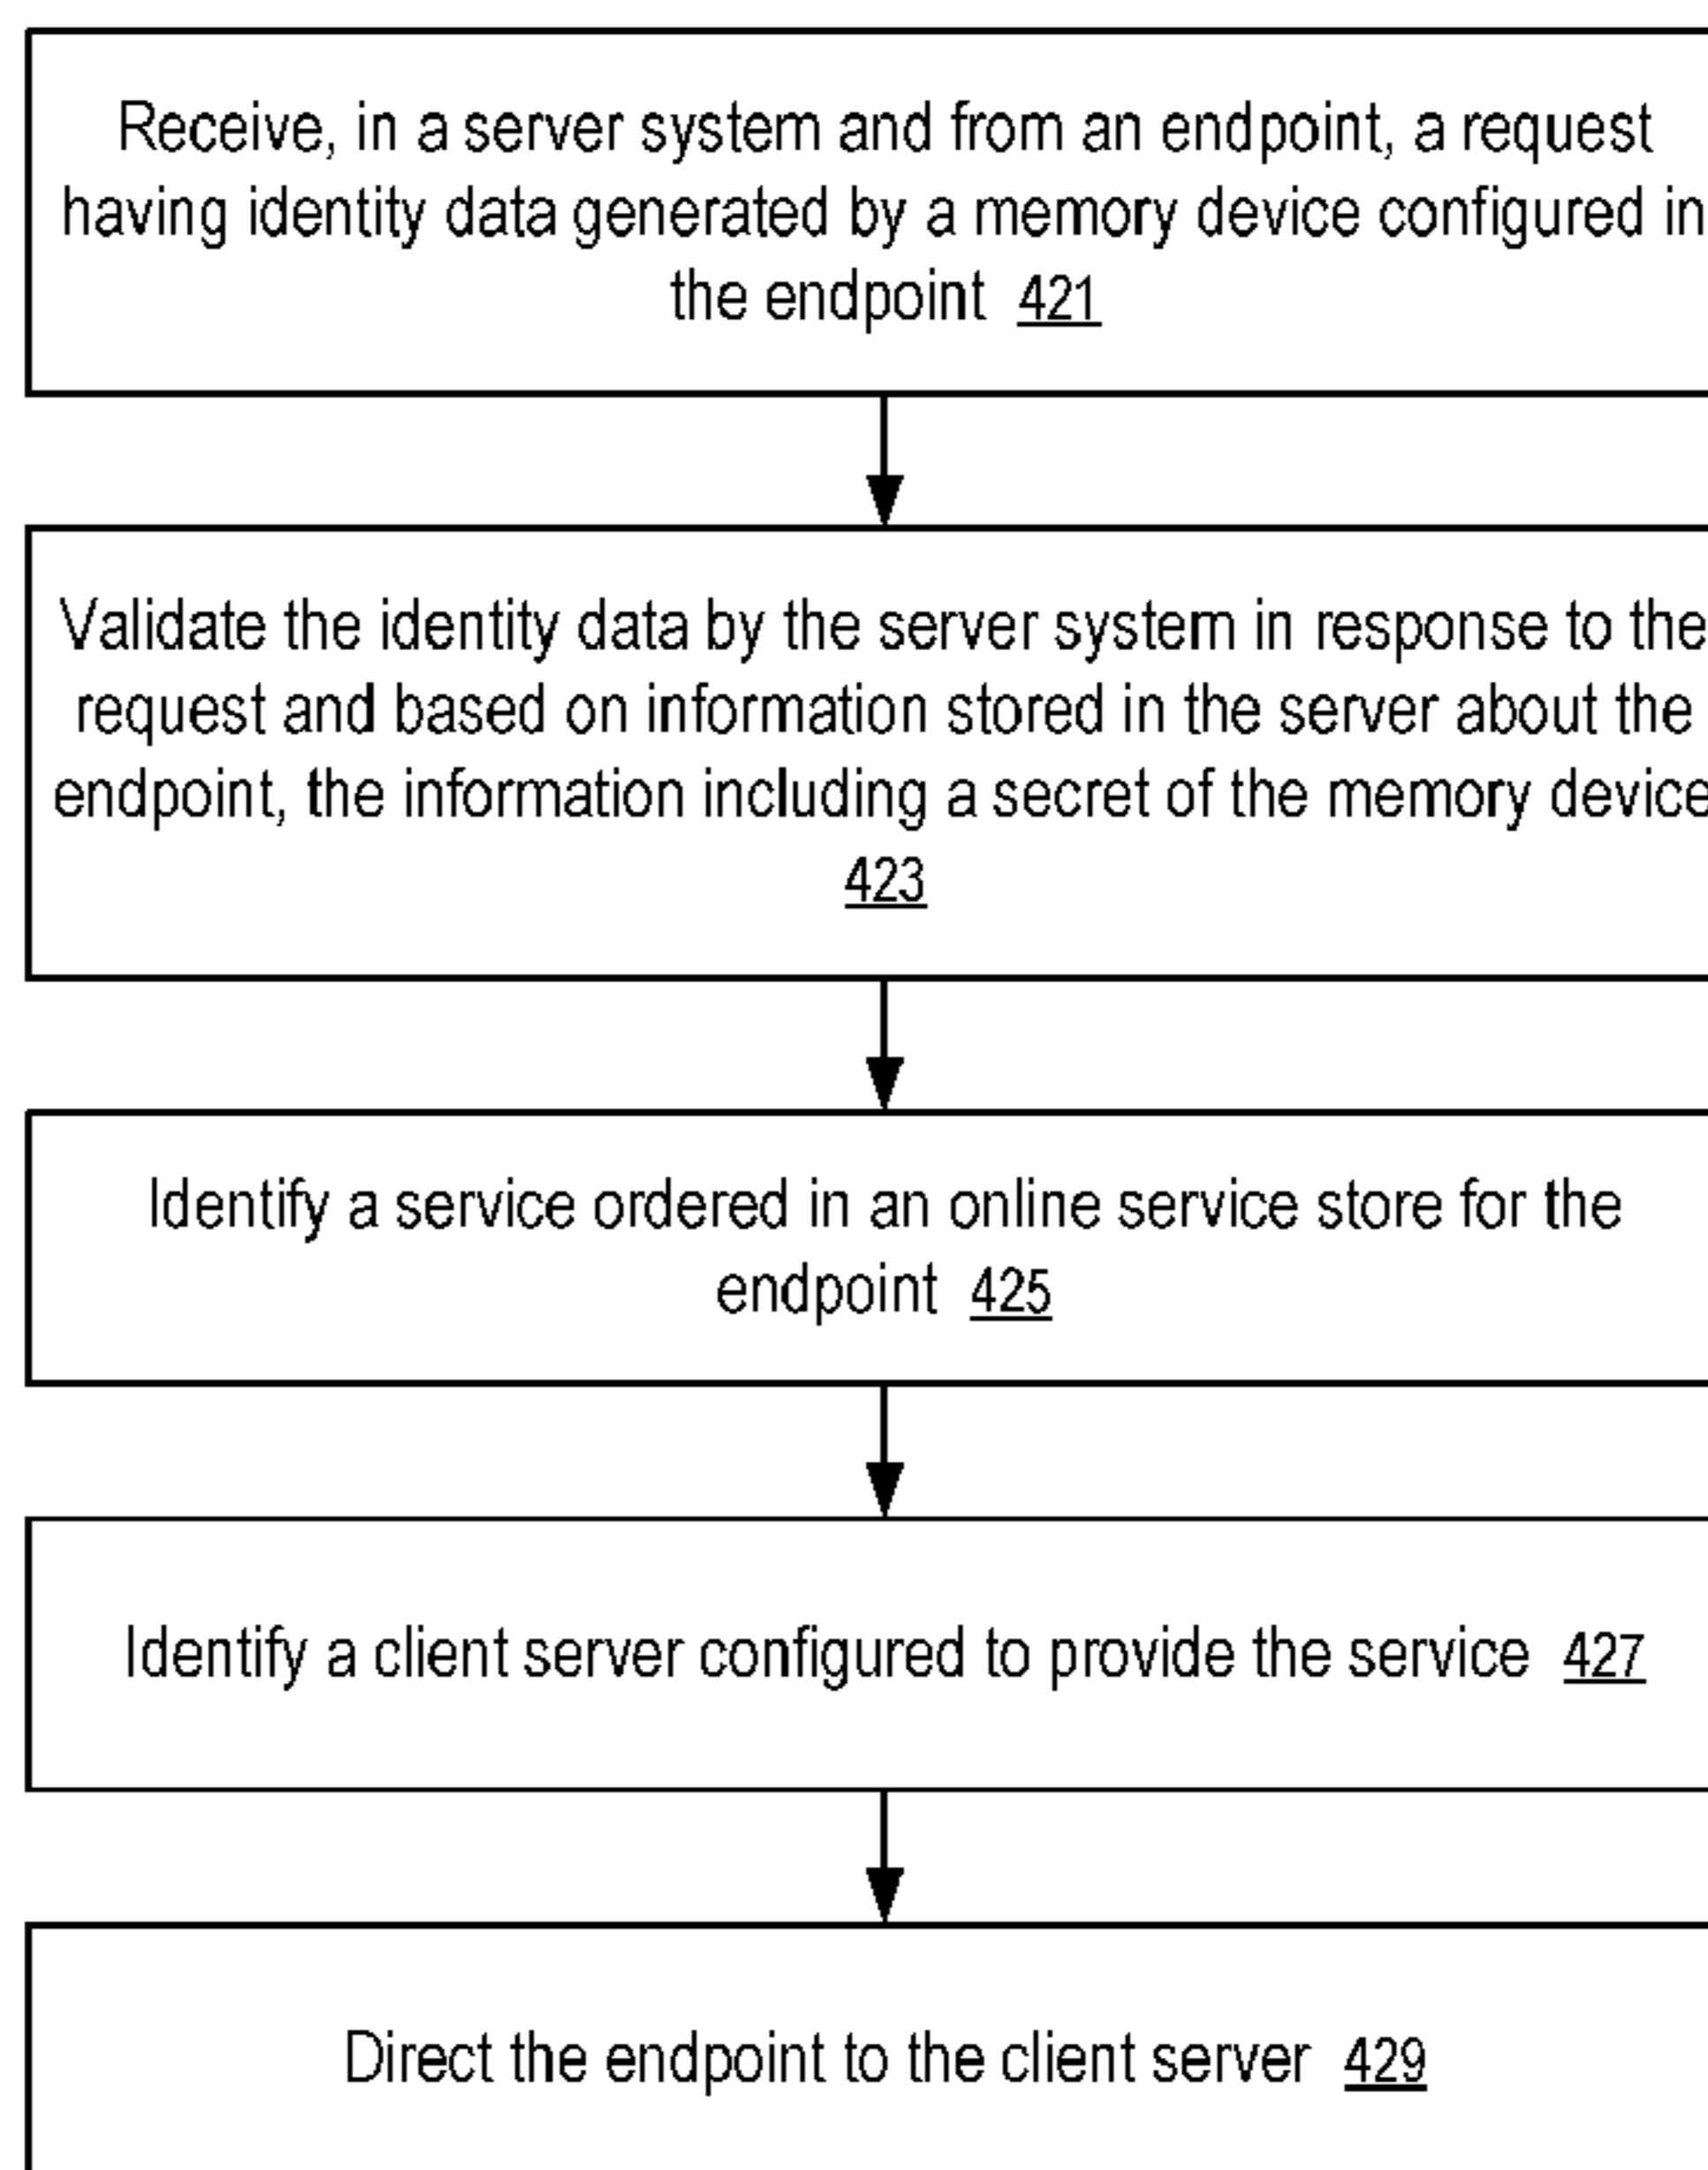 Receive, in a server system and from an endpoint, a request
having identity data generated by a memory device configured in
the endpoint 421
Validate the identity data by the server system in response to the
request and based on information stored in the server about the
endpoint, the information including a secret of the memory device
423
Identify a service ordered in an online service store for the
endpoint 425
Identify a client server configured to provide the service 427
Direct the endpoint to the client server 429